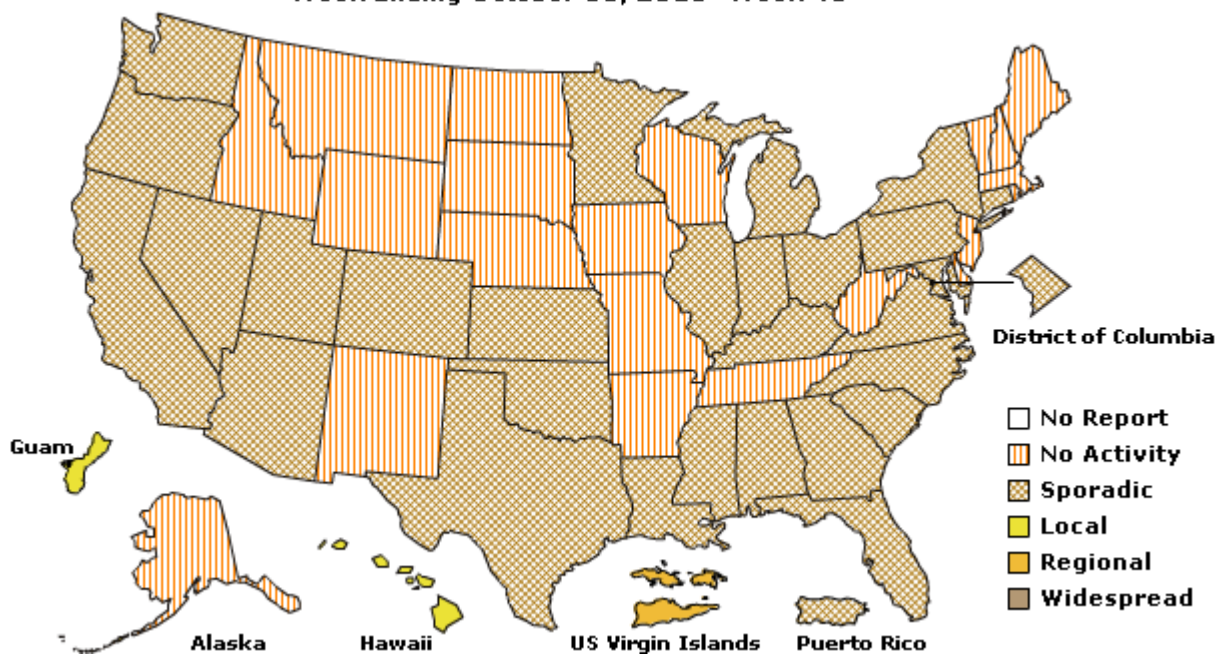 District of Columbia
Guam
No Report
No Activity
Sporadic
Local
Regional
Widespread
Alaska
Hawaii
US Virgin Islands
Puerto Rico